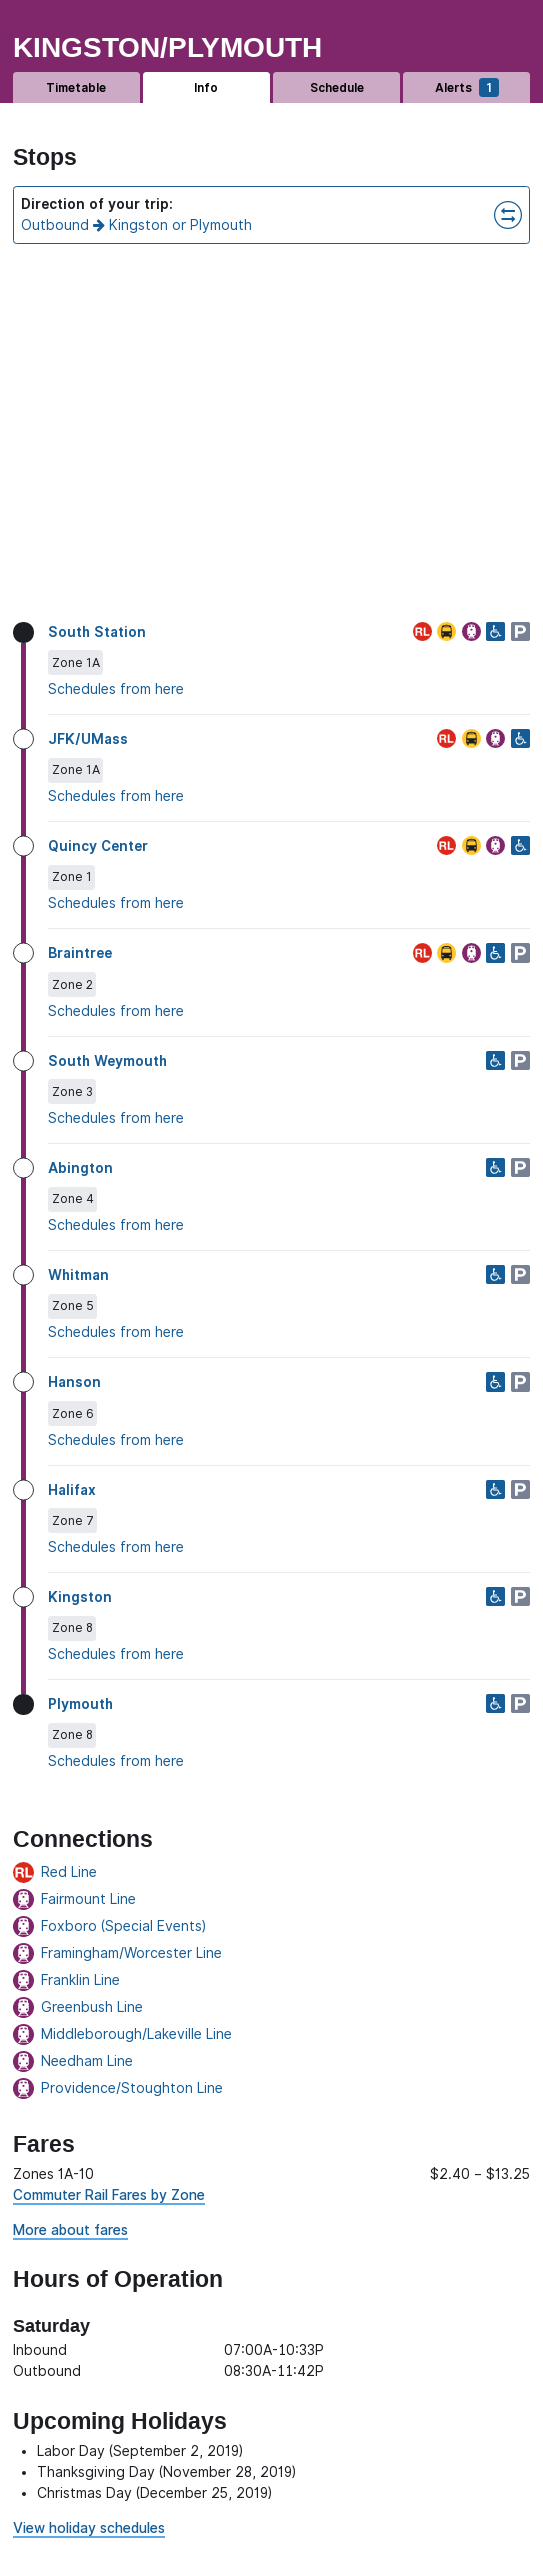 KINGSTON/PLYMOUTH
Timetable Info Schedule Alerts 1
Stops
Direction of your trip:
Outbound Kingston or Plymouth
South Station RL P
Zone 1A
Schedules from here
JFK/UMass RL
Zone 1A
Schedules from here
Quincy Center RL
Zone 1
Schedules from here
Braintree RL P
Zone 2
Schedules from here
South Weymouth P
Zone 3
Schedules from here
Abington P
Zone 4
Schedules from here
Whitman P
Zone 5
Schedules from here
Hanson P
Zone 6
Schedules from here
Halifax P
Zone 7
Schedules from here
Kingston P
Zone 8
Schedules from here
Plymouth P
Zone 8
Schedules from here
Connections
RL Red Line
Fairmount Line
Foxboro (Special Events)
Framingham/Worcester Line
Franklin Line
Greenbush Line
Middleborough/Lakeville Line
Needham Line
Providence/Stoughton Line
Fares
Zones 1A-10 $2.40 – $13.25
Commuter Rail Fares by Zone
More about fares
Hours of Operation
Saturday
Inbound 07:00A-10:33P
Outbound 08:30A-11:42P
Upcoming Holidays
• Labor Day (September 2, 2019)
• Thanksgiving Day (November 28, 2019)
• Christmas Day (December 25, 2019)
View holiday schedules